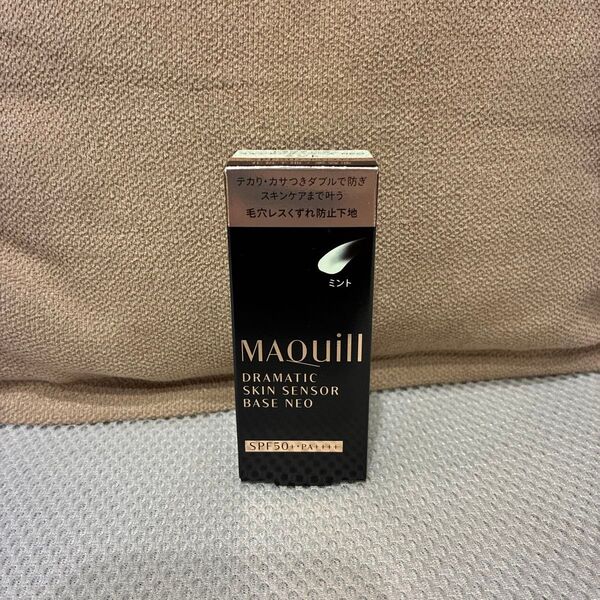 テカリ・カサつきダブルで防ぎ
スキンケアまで叶う
毛穴レスくずれ防止下地
ミント
MAQuill
DRAMATIC
SKIN SENSOR
BASE NEO
SPF50+・PA++++